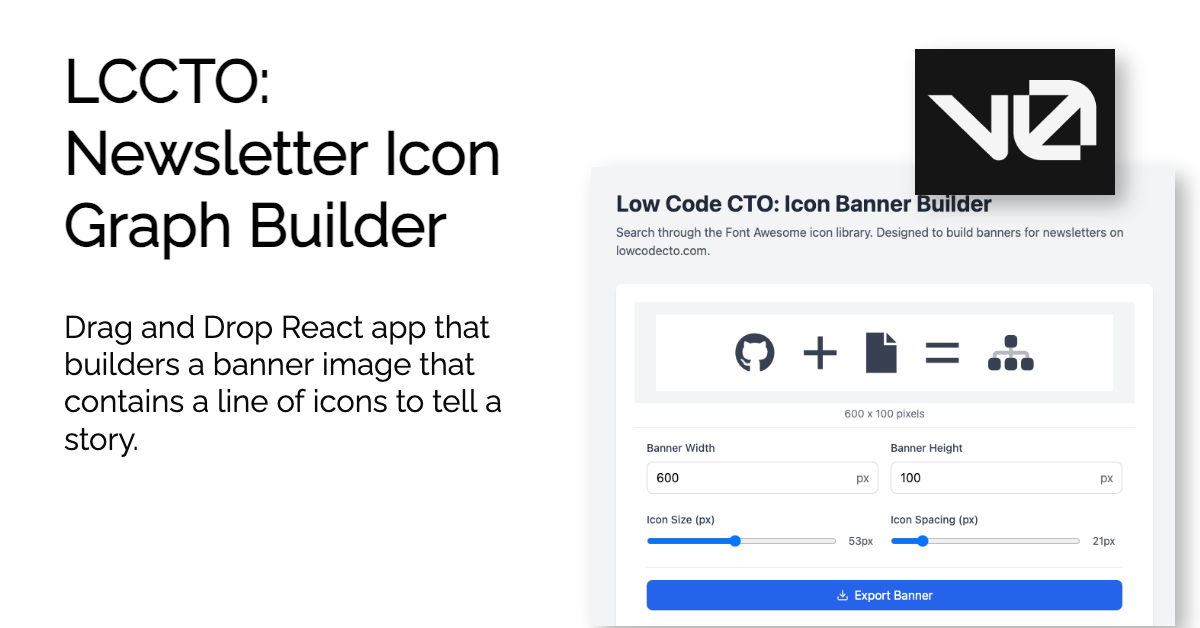 LCCTO:
Newsletter Icon
Graph Builder
Drag and Drop React app that
builders a banner image that
contains a line of icons to tell a
story.
v0
Low Code CTO: Icon Banner Builder
Search through the Font Awesome icon library. Designed to build banners for newsletters on
lowcodecto.com.
600 x 100 pixels
Banner Width
Banner Height
600 px
100 px
Icon Size (px)
Icon Spacing (px)
53px
21px
Export Banner